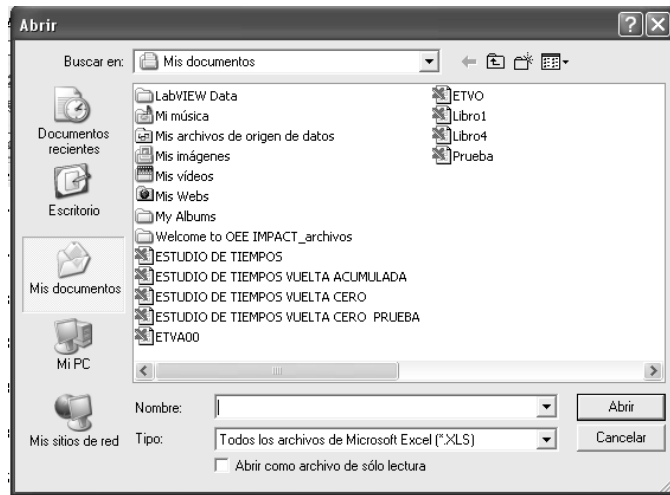 Abrir
Buscar en: Mis documentos
Documentos recientes
Escritorio
Mis documentos
Mi PC
Mis sitios de red
LabVIEW Data
Mi música
Mis archivos de origen de datos
Mis imágenes
Mis vídeos
Mis Webs
My Albums
Welcome to OEE IMPACT_archivos
ESTUDIO DE TIEMPOS
ESTUDIO DE TIEMPOS VUELTA ACUMULADA
ESTUDIO DE TIEMPOS VUELTA CERO
ESTUDIO DE TIEMPOS VUELTA CERO PRUEBA
ETVA00
ETVO
Libro1
Libro4
Prueba
Nombre:
Abrir
Tipo: Todos los archivos de Microsoft Excel (*.XLS)
Cancelar
Abrir como archivo de sólo lectura